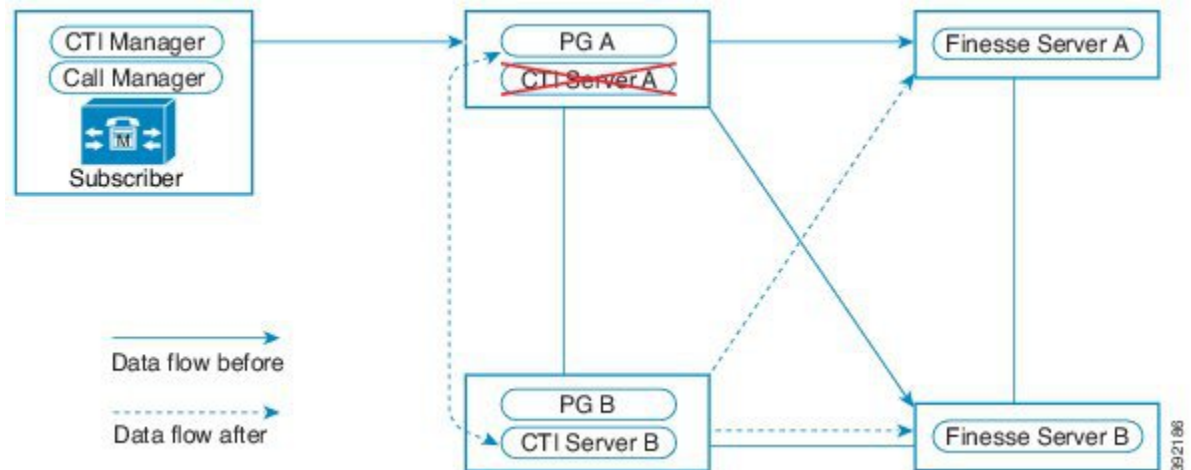 CTI Manager
Call Manager
M
Subscriber
PG A
CTI Server A
Finesse Server A
Data flow before
Data flow after
PG B
CTI Server B
Finesse Server B
392186